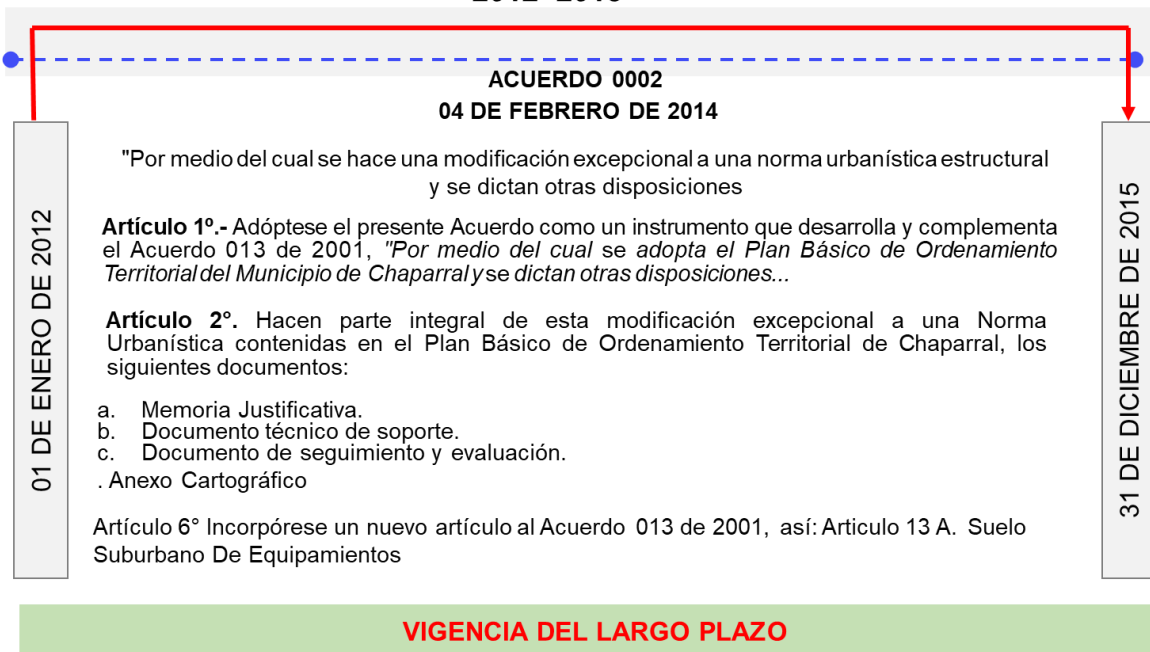 ACUERDO 0002
04 DE FEBRERO DE 2014
"Por medio del cual se hace una modificación excepcional a una norma urbanística estructural
y se dictan otras disposiciones
01 DE ENERO DE 2012
Artículo 1º.- Adóptese el presente Acuerdo como un instrumento que desarrolla y complementa
el Acuerdo 013 de 2001, "Por medio del cual se adopta el Plan Básico de Ordenamiento
Territorial del Municipio de Chaparral y se dictan otras disposiciones...
Artículo 2°. Hacen parte integral de esta modificación excepcional a una Norma
Urbanística contenidas en el Plan Básico de Ordenamiento Territorial de Chaparral, los
siguientes documentos:
a. Memoria Justificativa.
b. Documento técnico de soporte.
c. Documento de seguimiento y evaluación.
. Anexo Cartográfico
Artículo 6° Incorpórese un nuevo artículo al Acuerdo 013 de 2001, así: Articulo 13 A. Suelo
Suburbano De Equipamientos
31 DE DICIEMBRE DE 2015
VIGENCIA DEL LARGO PLAZO